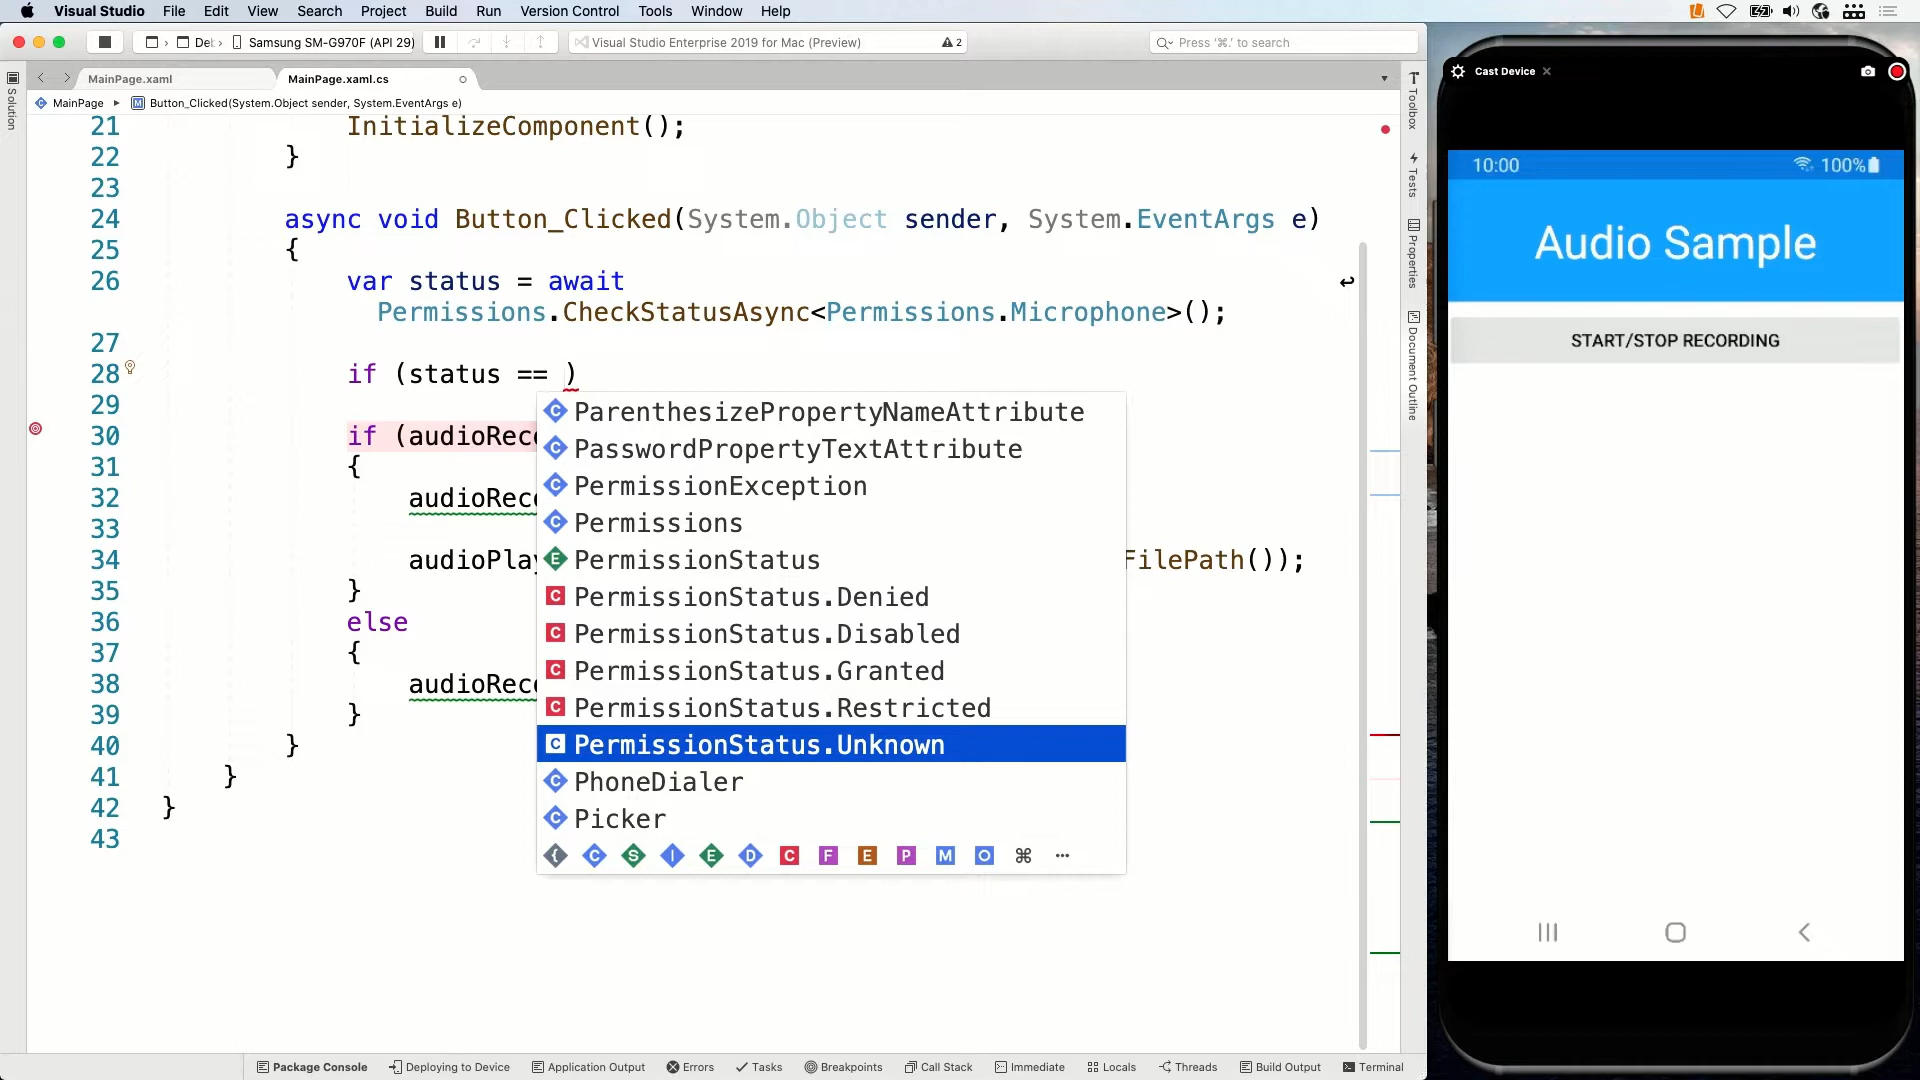 Visual Studio File Edit View Search Project Build Run Version Control Tools Window Help
Samsung SM-G970F (API 29)
Visual Studio Enterprise 2019 for Mac (Preview)
2
Press '⌘.' to search
Solution
MainPage.xaml
MainPage.xaml.cs
MainPage ▸ Button_Clicked(System.Object sender, System.EventArgs e)
21 InitializeComponent();
22 }
23
24 async void Button_Clicked(System.Object sender, System.EventArgs e)
25 {
26 var status = await
Permissions.CheckStatusAsync<Permissions.Microphone>();
27
28 if (status == )
29
30 if (audioReco
31 {
32 audioReco
33
34 audioPlay FilePath());
35 }
36 else
37 {
38 audioReco
39 }
40 }
41 }
42 }
43
ParenthesizePropertyNameAttribute
PasswordPropertyTextAttribute
PermissionException
Permissions
PermissionStatus
PermissionStatus.Denied
PermissionStatus.Disabled
PermissionStatus.Granted
PermissionStatus.Restricted
PermissionStatus.Unknown
PhoneDialer
Picker
{ C S I E D C F E P M O ⌘ ···
Toolbox
Tests
Properties
Document Outline
Package Console Deploying to Device Application Output Errors Tasks Breakpoints Call Stack Immediate Locals Threads Build Output Terminal
Cast Device
10:00 100%
Audio Sample
START/STOP RECORDING